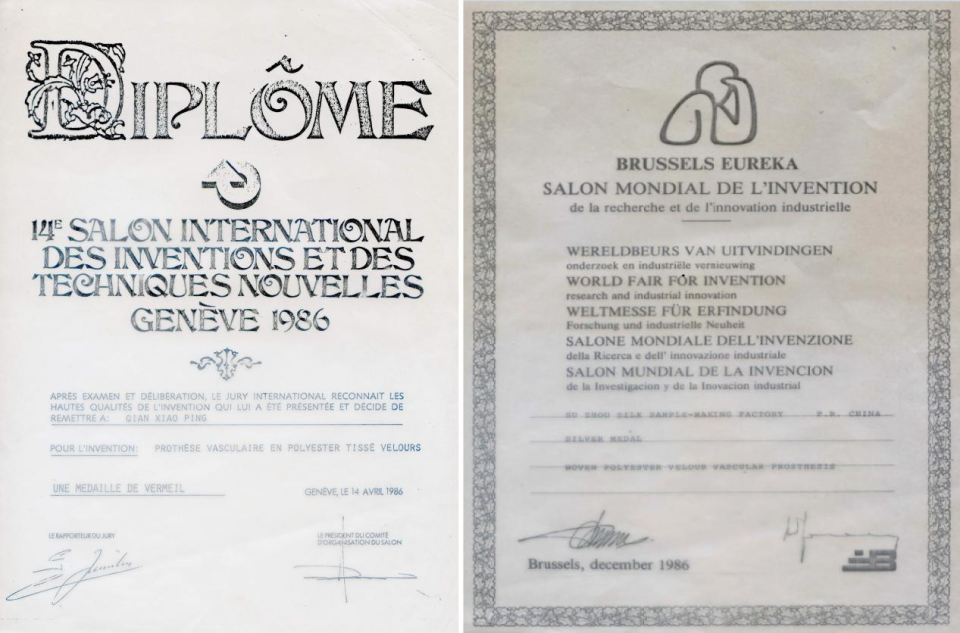 DIPLÔME
14E SALON INTERNATIONAL
DES INVENTIONS ET DES
TECHNIQUES NOUVELLES
GENÈVE 1986
APRÈS EXAMEN ET DÉLIBÉRATION, LE JURY INTERNATIONAL RECONNAIT LES
HAUTES QUALITÉS DE L'INVENTION QUI LUI A ÉTÉ PRÉSENTÉE ET DÉCIDE DE
REMETTRE A: QIAN XIAO PING
POUR L'INVENTION: PROTHÈSE VASCULAIRE EN POLYESTER TISSÉ VELOURS
UNE MEDAILLE DE VERMEIL
GENÈVE, LE 14 AVRIL 1986
LE RAPPORTEUR DU JURY
LE PRESIDENT DU COMITÉ
D'ORGANISATION DU SALON
BRUSSELS EUREKA
SALON MONDIAL DE L'INVENTION
de la recherche et de l'innovation industrielle
WERELDBEURS VAN UITVINDINGEN
onderzoek en industriële vernieuwing
WORLD FAIR FOR INVENTION
research and industrial innovation
WELTMESSE FÜR ERFINDUNG
Forschung und industrielle Neuheit
SALONE MONDIALE DELL'INVENZIONE
della Ricerca e dell' innovazione industriale
SALON MUNDIAL DE LA INVENCION
de la Investigacion y de la Inovacion industrial
SU ZHOU SILK SAMPLE-MAKING FACTORY P.R. CHINA
SILVER MEDAL
WOVEN POLYESTER VELOUR VASCULAR PROSTHESIS
Brussels, december 1986